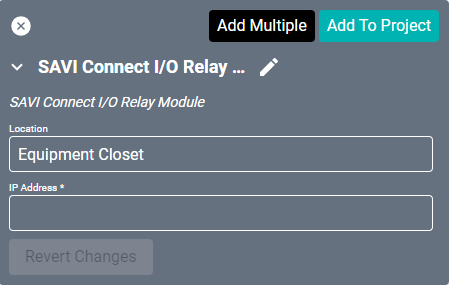 Add Multiple
Add To Project
SAVI Connect I/O Relay ...
SAVI Connect I/O Relay Module
Location
Equipment Closet
IP Address *
Revert Changes